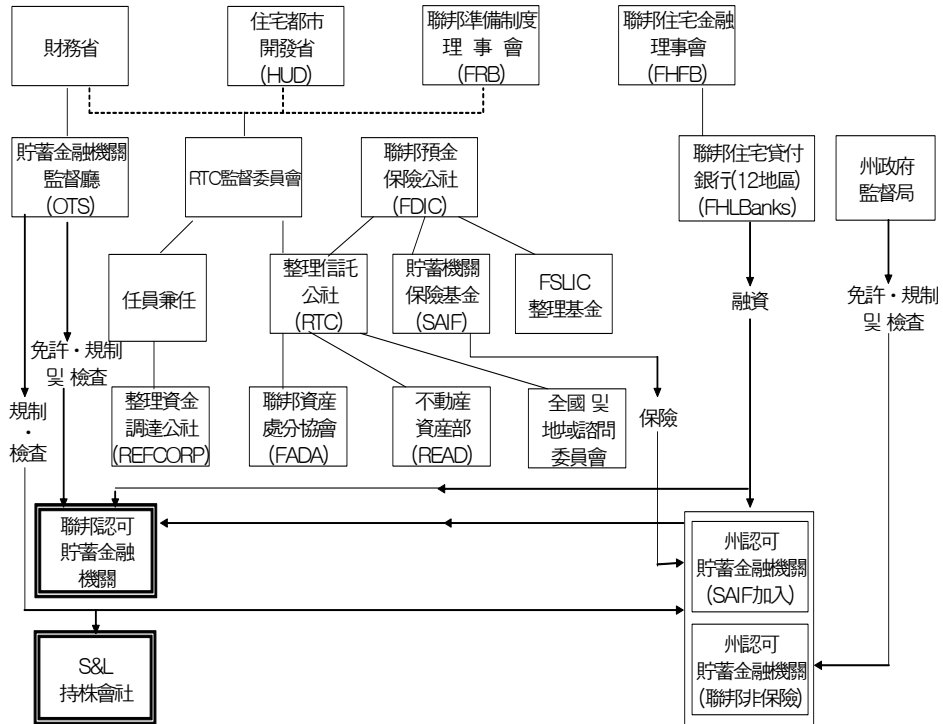 財務省
住宅都市
開發省
(HUD)
聯邦準備制度
理 事 會
(FRB)
聯邦住宅金融
理事會
(FHFB)
貯蓄金融機關
監督廳
(OTS)
RTC監督委員會
聯邦預金
保險公社
(FDIC)
聯邦住宅貸付
銀行(12地區)
(FHLBanks)
州政府
監督局
任員兼任
整理信託
公社
(RTC)
貯蓄機關
保險基金
(SAIF)
FSLIC
整理基金
融資
免許・規制
및 檢査
免許・規制
및 檢査
規制
・
檢査
整理資金
調達公社
(REFCORP)
聯邦資産
處分協會
(FADA)
不動産
資産部
(READ)
全國 및
地域諮問
委員會
保險
聯邦認可
貯蓄金融
機關
州認可
貯蓄金融機關
(SAIF加入)
S&L
持株會社
州認可
貯蓄金融機關
(聯邦非保險)